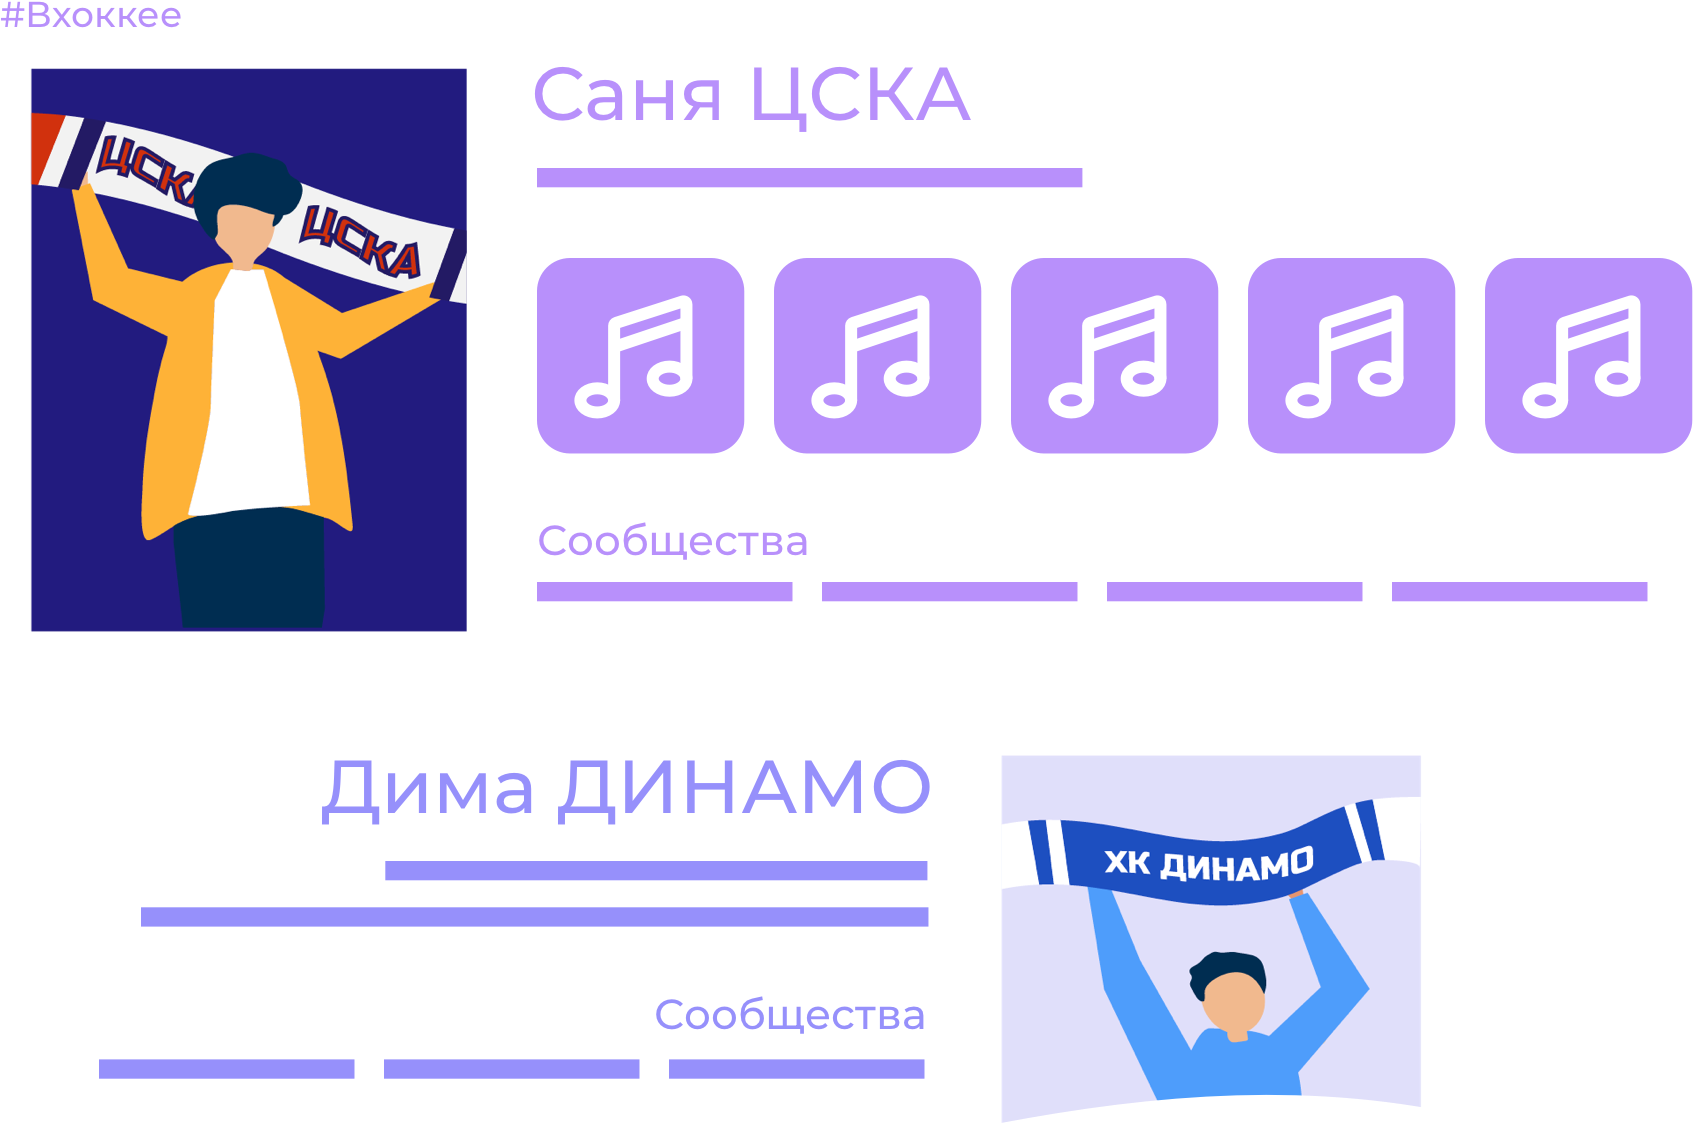 #Вхоккее
Саня ЦСКА
ЦСКА
ЦСКА
Сообщества
Дима ДИНАМО
ХК ДИНАМО
Сообщества